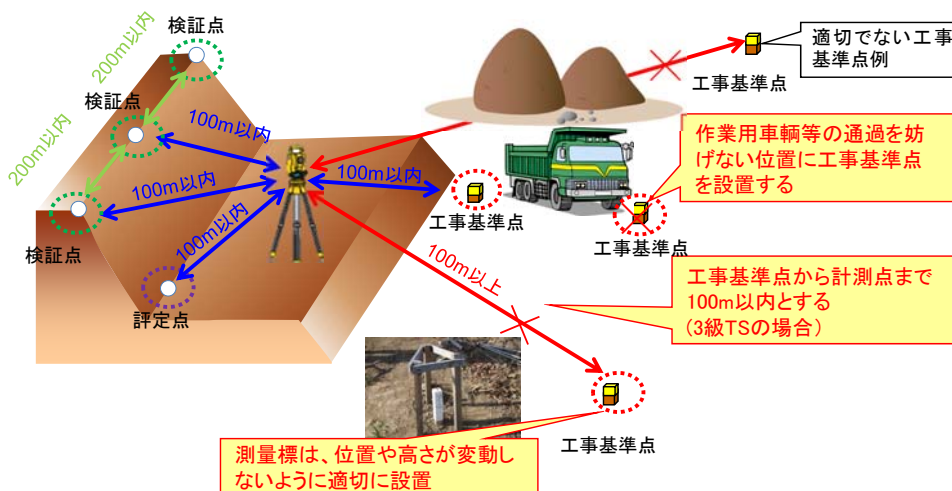 検証点
200m以内
検証点
200m以内
検証点
100m以内
100m以内
100m以内
100m以内
評定点
工事基準点
適切でない工事
基準点例
工事基準点
作業用車輌等の通過を妨
げない位置に工事基準点
を設置する
工事基準点
100m以上
工事基準点から計測点まで
100m以内とする
(3級TSの場合)
工事基準点
測量標は、位置や高さが変動し
ないように適切に設置